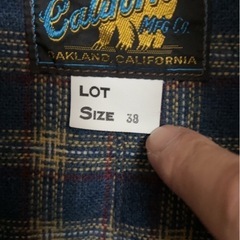 MFG Co.
OAKLAND, CALIFORNIA
LOT
SIZE 38